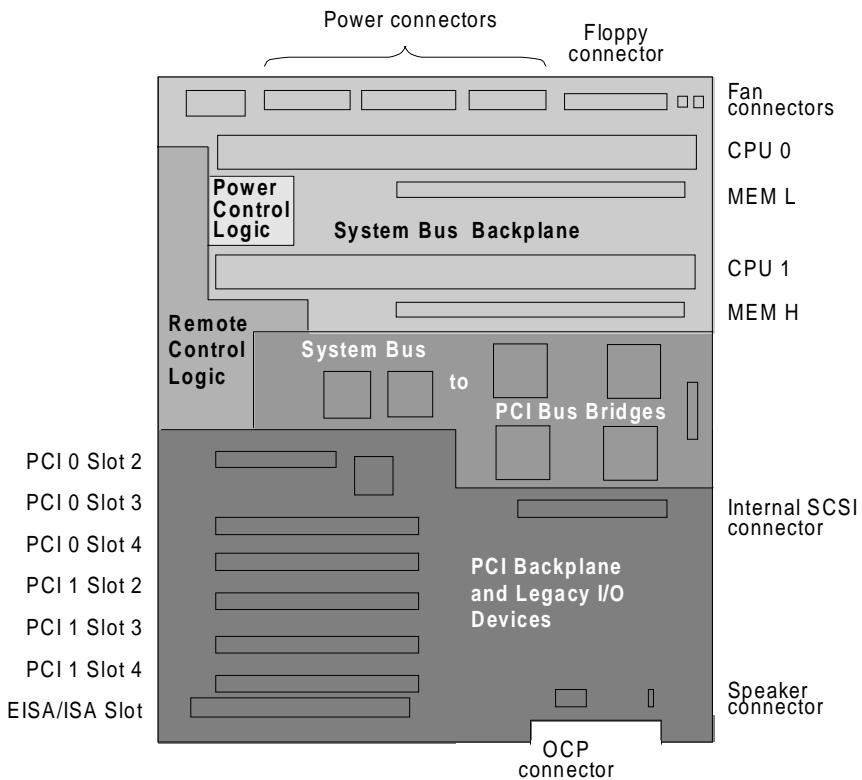 Power connectors
Floppy
connector
Fan
connectors
CPU 0
MEM L
Power
Control
Logic
System Bus Backplane
CPU 1
MEM H
Remote
Control
Logic
System Bus
to
PCI Bus Bridges
PCI 0 Slot 2
PCI 0 Slot 3
PCI 0 Slot 4
PCI 1 Slot 2
PCI 1 Slot 3
PCI 1 Slot 4
EISA/ISA Slot
Internal SCSI
connector
PCI Backplane
and Legacy I/O
Devices
Speaker
connector
OCP
connector